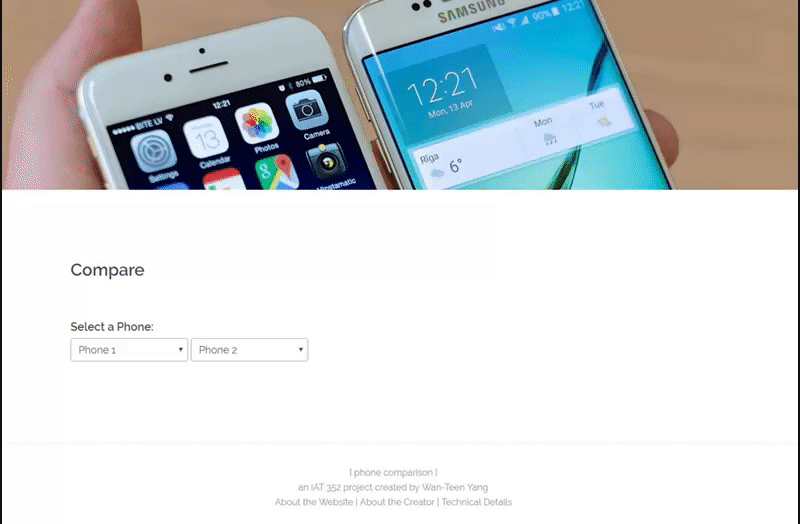 SAMSUNG
90% 12:21
BITE LV
12:21
80%
12:21
Mon, 13 Apr
Mon
Tue
Riga
6°
13
Settings
Calendar
Photos
Camera
8
Compare
Select a Phone:
Phone 1
Phone 2
[ phone comparison ]
an IAT 352 project created by Wan-Teen Yang
About the Website | About the Creator | Technical Details